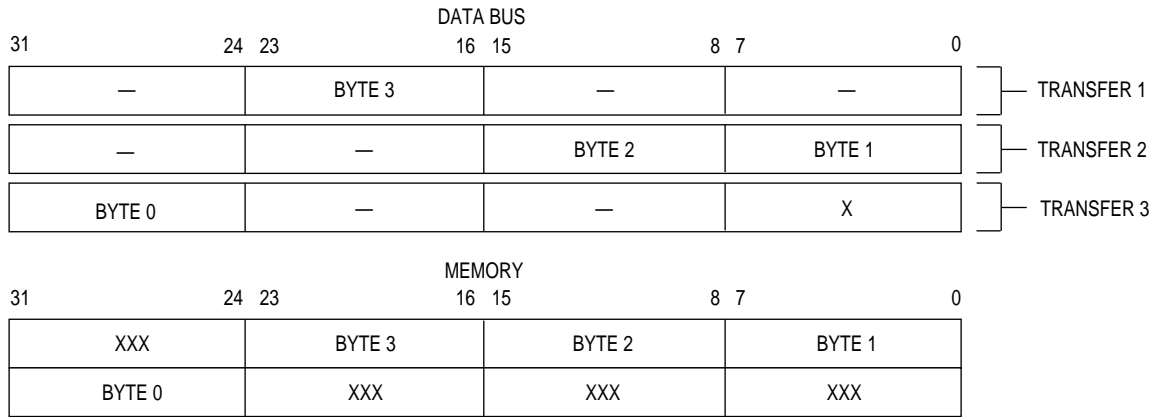 DATA BUS
31 24 23 16 15 8 7 0
— BYTE 3 — — TRANSFER 1
— — BYTE 2 BYTE 1 TRANSFER 2
BYTE 0 — — X TRANSFER 3
MEMORY
31 24 23 16 15 8 7 0
XXX BYTE 3 BYTE 2 BYTE 1
BYTE 0 XXX XXX XXX